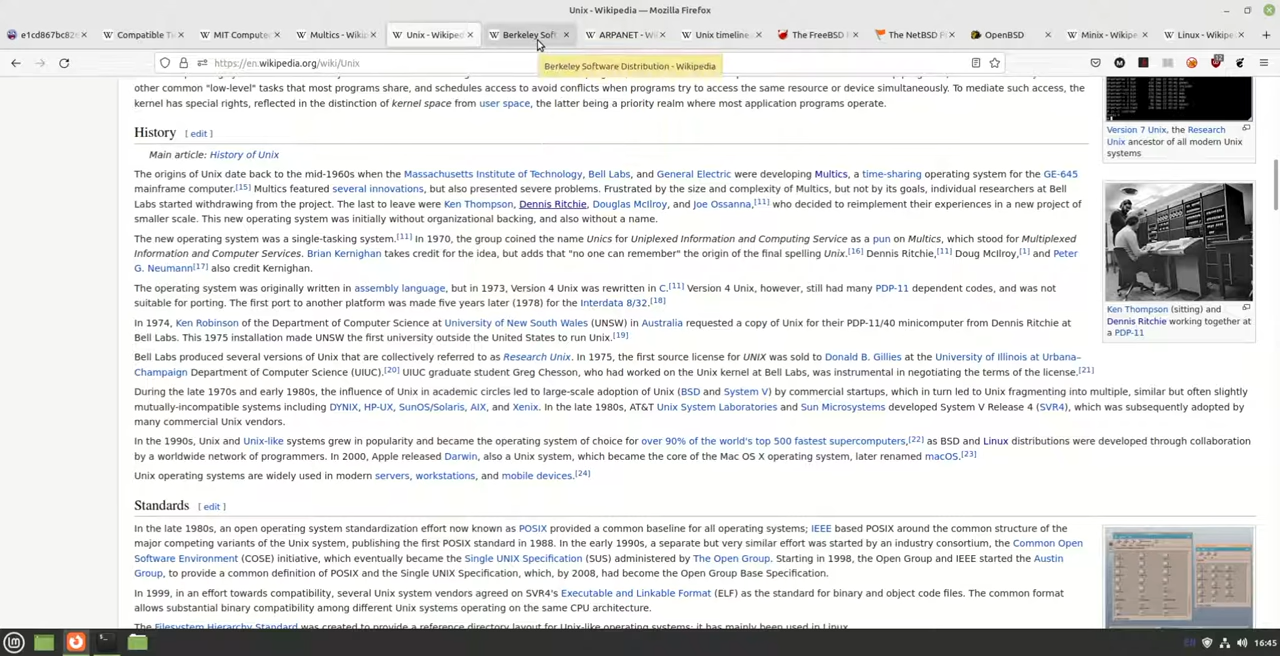 Unix - Wikipedia — Mozilla Firefox
e1cd867bc82
Compatible Ti
MIT Compute
Multics - Wiki
Unix - Wikiped
Berkeley Soft
ARPANET - Wi
Unix timeline
The FreeBSD
The NetBSD P
OpenBSD
Minix - Wikipe
Linux - Wikipe
https://en.wikipedia.org/wiki/Unix
Berkeley Software Distribution - Wikipedia
other common "low-level" tasks that most programs share, and schedules access to avoid conflicts when programs try to access the same resource or device simultaneously. To mediate such access, the
kernel has special rights, reflected in the distinction of kernel space from user space, the latter being a priority realm where most application programs operate.
History [ edit ]
Main article: History of Unix
The origins of Unix date back to the mid-1960s when the Massachusetts Institute of Technology, Bell Labs, and General Electric were developing Multics, a time-sharing operating system for the GE-645
mainframe computer.[15] Multics featured several innovations, but also presented severe problems. Frustrated by the size and complexity of Multics, but not by its goals, individual researchers at Bell
Labs started withdrawing from the project. The last to leave were Ken Thompson, Dennis Ritchie, Douglas McIlroy, and Joe Ossanna,[11] who decided to reimplement their experiences in a new project of
smaller scale. This new operating system was initially without organizational backing, and also without a name.
The new operating system was a single-tasking system.[11] In 1970, the group coined the name Unics for Uniplexed Information and Computing Service as a pun on Multics, which stood for Multiplexed
Information and Computer Services. Brian Kernighan takes credit for the idea, but adds that "no one can remember" the origin of the final spelling Unix.[16] Dennis Ritchie,[11] Doug McIlroy,[1] and Peter
G. Neumann[17] also credit Kernighan.
The operating system was originally written in assembly language, but in 1973, Version 4 Unix was rewritten in C.[11] Version 4 Unix, however, still had many PDP-11 dependent codes, and was not
suitable for porting. The first port to another platform was made five years later (1978) for the Interdata 8/32.[18]
In 1974, Ken Robinson of the Department of Computer Science at University of New South Wales (UNSW) in Australia requested a copy of Unix for their PDP-11/40 minicomputer from Dennis Ritchie at
Bell Labs. This 1975 installation made UNSW the first university outside the United States to run Unix.[19]
Bell Labs produced several versions of Unix that are collectively referred to as Research Unix. In 1975, the first source license for UNIX was sold to Donald B. Gillies at the University of Illinois at Urbana–
Champaign Department of Computer Science (UIUC).[20] UIUC graduate student Greg Chesson, who had worked on the Unix kernel at Bell Labs, was instrumental in negotiating the terms of the license.[21]
During the late 1970s and early 1980s, the influence of Unix in academic circles led to large-scale adoption of Unix (BSD and System V) by commercial startups, which in turn led to Unix fragmenting into multiple, similar but often slightly
mutually-incompatible systems including DYNIX, HP-UX, SunOS/Solaris, AIX, and Xenix. In the late 1980s, AT&T Unix System Laboratories and Sun Microsystems developed System V Release 4 (SVR4), which was subsequently adopted by
many commercial Unix vendors.
In the 1990s, Unix and Unix-like systems grew in popularity and became the operating system of choice for over 90% of the world's top 500 fastest supercomputers,[22] as BSD and Linux distributions were developed through collaboration
by a worldwide network of programmers. In 2000, Apple released Darwin, also a Unix system, which became the core of the Mac OS X operating system, later renamed macOS.[23]
Unix operating systems are widely used in modern servers, workstations, and mobile devices.[24]
Version 7 Unix, the Research
Unix ancestor of all modern Unix
systems
Ken Thompson (sitting) and
Dennis Ritchie working together at
a PDP-11
Standards [ edit ]
In the late 1980s, an open operating system standardization effort now known as POSIX provided a common baseline for all operating systems; IEEE based POSIX around the common structure of the
major competing variants of the Unix system, publishing the first POSIX standard in 1988. In the early 1990s, a separate but very similar effort was started by an industry consortium, the Common Open
Software Environment (COSE) initiative, which eventually became the Single UNIX Specification (SUS) administered by The Open Group. Starting in 1998, the Open Group and IEEE started the Austin
Group, to provide a common definition of POSIX and the Single UNIX Specification, which, by 2008, had become the Open Group Base Specification.
In 1999, in an effort towards compatibility, several Unix system vendors agreed on SVR4's Executable and Linkable Format (ELF) as the standard for binary and object code files. The common format
allows substantial binary compatibility among different Unix systems operating on the same CPU architecture.
The Filesystem Hierarchy Standard was created to provide a reference directory layout for Unix-like operating systems; it has mainly been used in Linux.
16:45